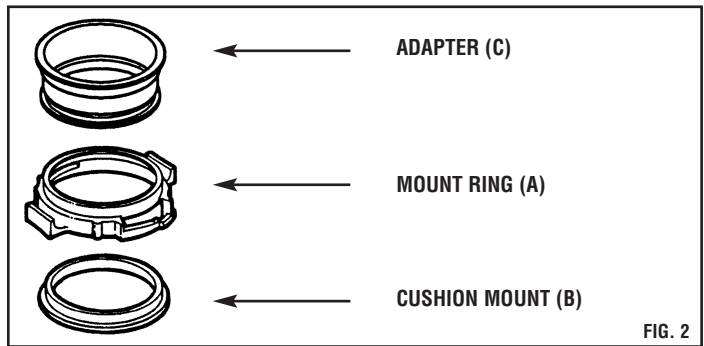 ADAPTER (C)
MOUNT RING (A)
CUSHION MOUNT (B)
FIG. 2